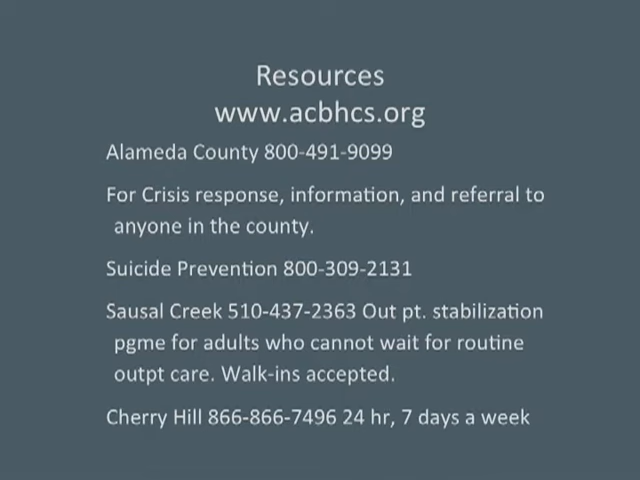 Resources
www.acbhcs.org
Alameda County 800-491-9099
For Crisis response, information, and referral to
anyone in the county.
Suicide Prevention 800-309-2131
Sausal Creek 510-437-2363 Out pt. stabilization
pgme for adults who cannot wait for routine
outpt care. Walk-ins accepted.
Cherry Hill 866-866-7496 24 hr, 7 days a week